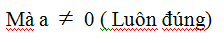 Mà a ≠ 0 ( Luôn đúng)